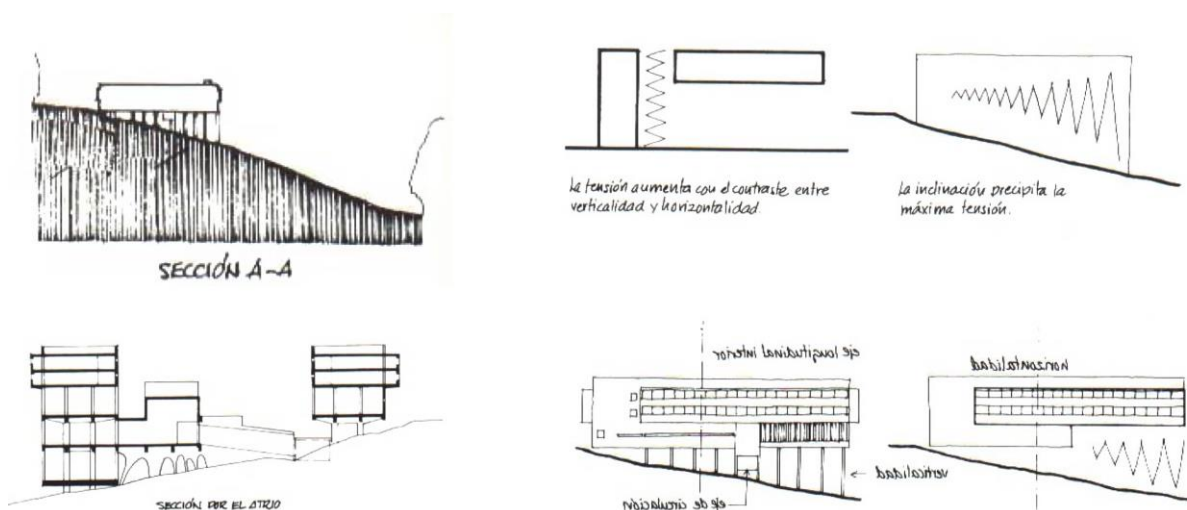 SECCIÓN A-A
La tensión aumenta con el contraste entre
verticalidad y horizontalidad.
La inclinación precipita la
máxima tensión.
SECCIÓN POR EL ATRIO
eje longitudinal interior
verticalidad
eje de circulación
horizontalidad